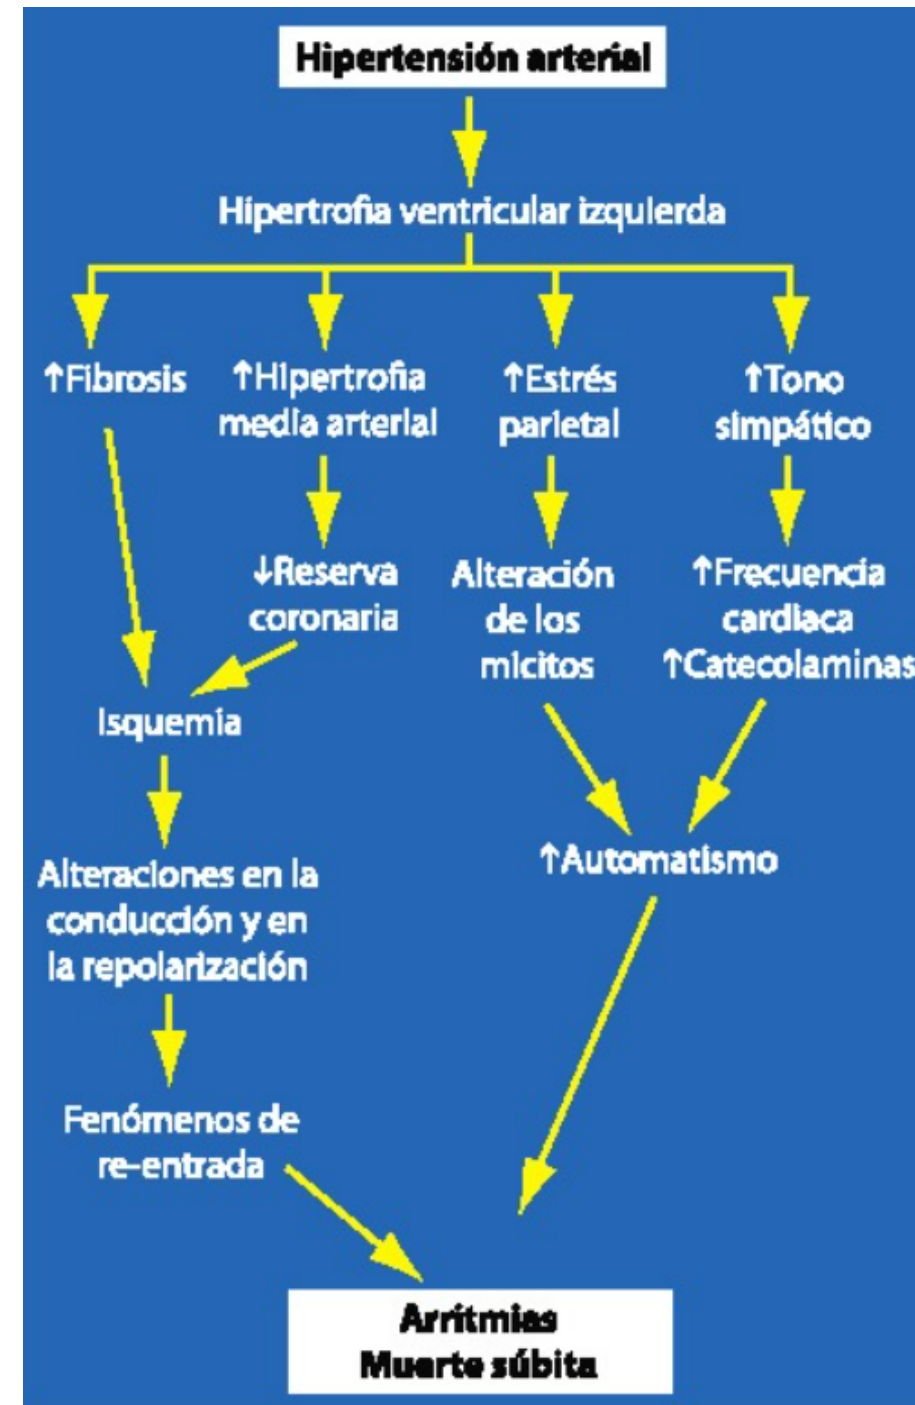 Hipertensión arterial
Hipertrofia ventricular izquierda
↑Fibrosis
↑Hipertrofia
media arterial
↑Estrés
parietal
↑Tono
simpático
↓Reserva
coronaria
Alteración
de los
micitos
↑Frecuencia
cardiaca
↑Catecolaminas
Isquemia
↑Automatismo
Alteraciones en la
conducción y en
la repolarización
Fenómenos de
re-entrada
Arrítmias
Muerte súbita